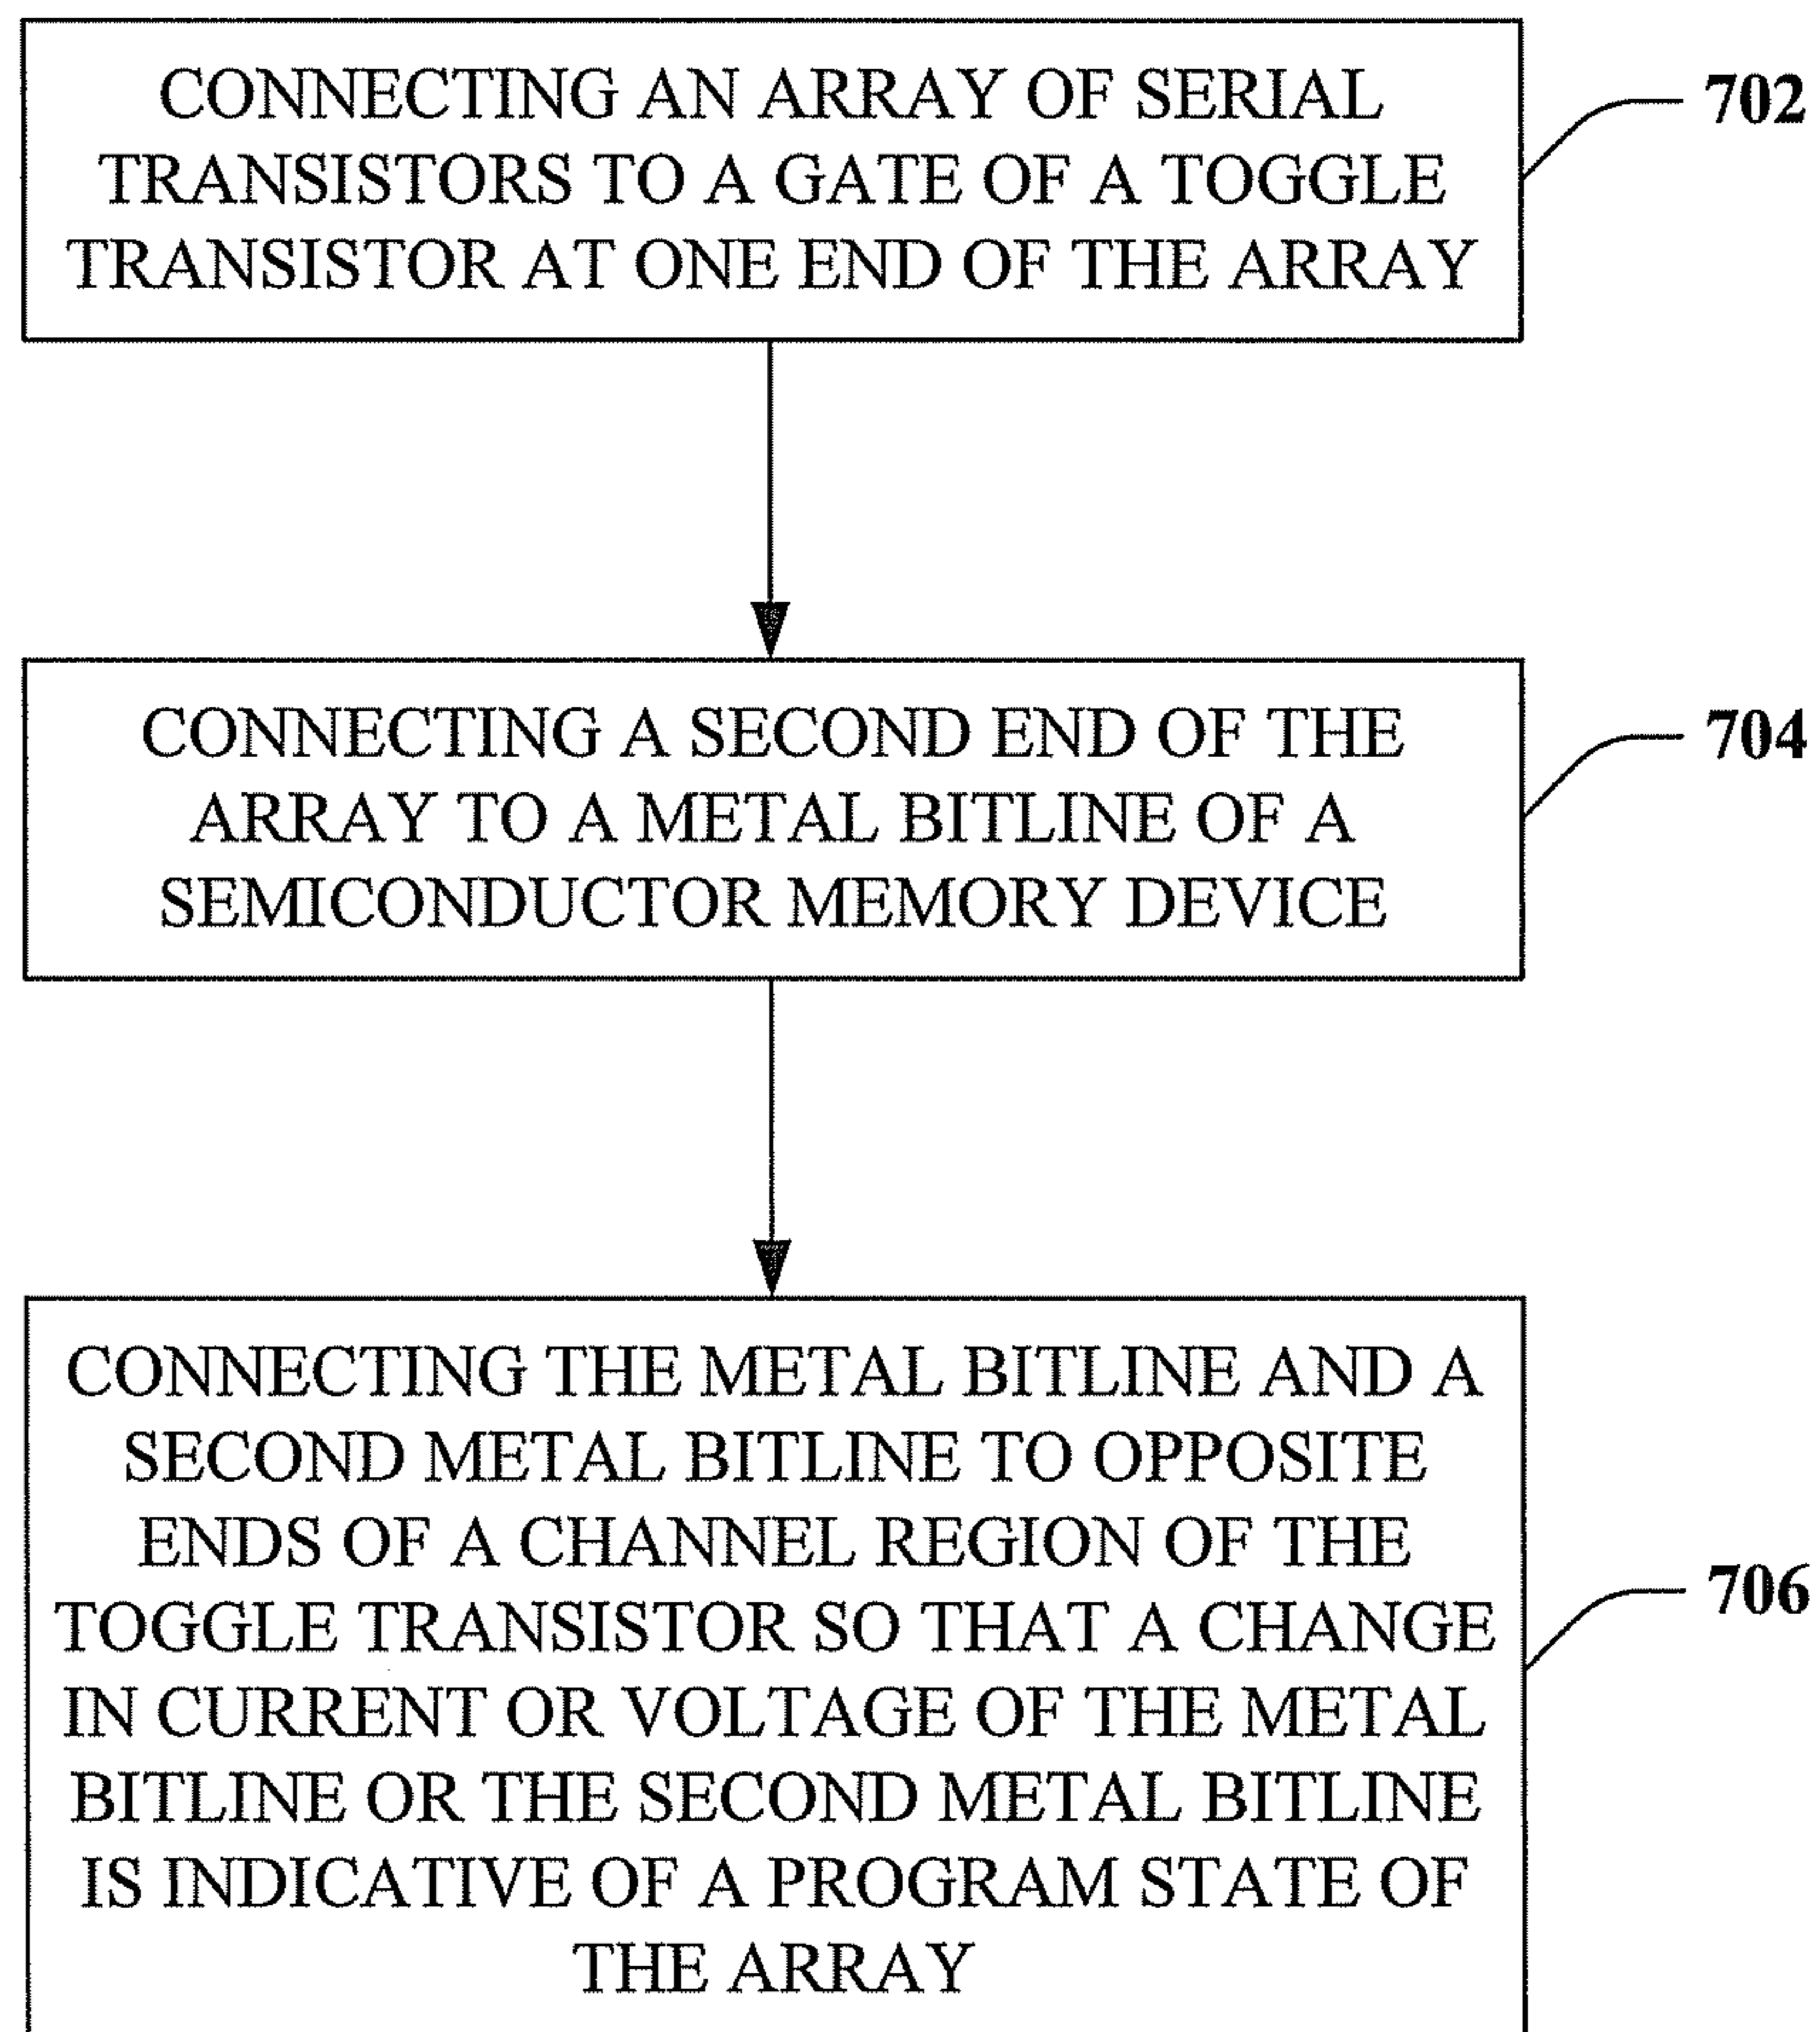 CONNECTING AN ARRAY OF SERIAL
TRANSISTORS TO A GATE OF A TOGGLE
TRANSISTOR AT ONE END OF THE ARRAY
702
CONNECTING A SECOND END OF THE
ARRAY TO A METAL BITLINE OF A
SEMICONDUCTOR MEMORY DEVICE
704
CONNECTING THE METAL BITLINE AND A
SECOND METAL BITLINE TO OPPOSITE
ENDS OF A CHANNEL REGION OF THE
TOGGLE TRANSISTOR SO THAT A CHANGE
IN CURRENT OR VOLTAGE OF THE METAL
BITLINE OR THE SECOND METAL BITLINE
IS INDICATIVE OF A PROGRAM STATE OF
THE ARRAY
706